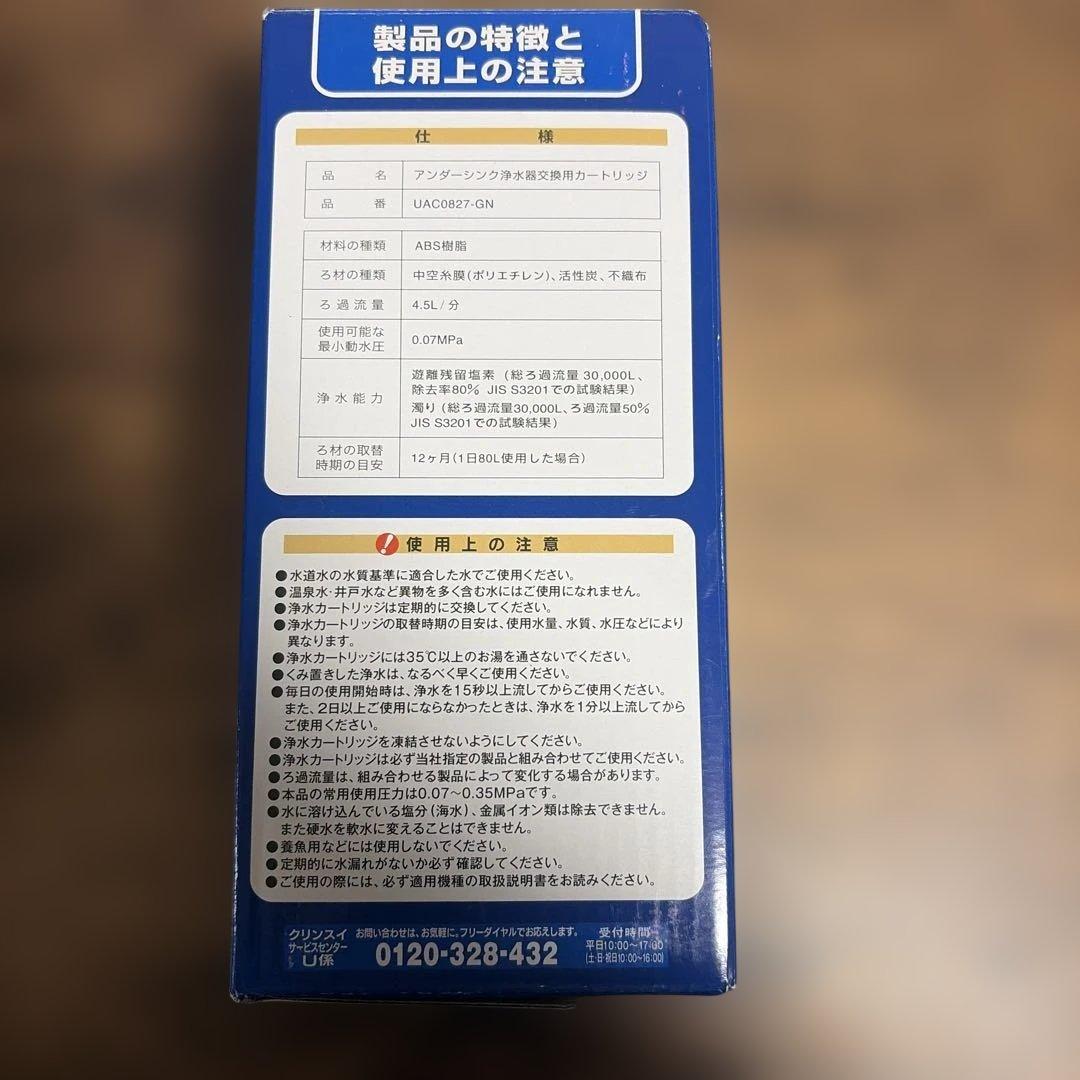 製品の特徴と
使用上の注意
仕様
品名 アンダーシンク浄水器交換用カートリッジ
品番 UAC0827-GN
材料の種類 ABS樹脂
ろ材の種類 中空糸膜(ポリエチレン)、活性炭、不織布
ろ過流量 4.5L/分
使用可能な
最小動水圧 0.07MPa
浄水能力 遊離残留塩素 (総ろ過流量 30,000L、
除去率80% JIS S3201での試験結果)
濁り (総ろ過流量30,000L、ろ過流量50%
JIS S3201での試験結果)
ろ材の取替
時期の目安 12ヶ月(1日80L使用した場合)
使用上の注意
●水道水の水質基準に適合した水でご使用ください。
●温泉水・井戸水など異物を多く含む水にはご使用になれません。
●浄水カートリッジは定期的に交換してください。
●浄水カートリッジの取替時期の目安は、使用水量、水質、水圧などにより
異なります。
●浄水カートリッジには35℃以上のお湯を通さないでください。
●くみ置きした浄水は、なるべく早くご使用ください。
●毎日の使用開始時は、浄水を15秒以上流してからご使用ください。
また、2日以上ご使用にならなかったときは、浄水を1分以上流してから
ご使用ください。
●浄水カートリッジを凍結させないようにしてください。
●浄水カートリッジは必ず当社指定の製品と組み合わせてご使用ください。
●ろ過流量は、組み合わせる製品によって変化する場合があります。
●本品の常用使用圧力は0.07〜0.35MPaです。
●水に溶け込んでいる塩分(海水)、金属イオン類は除去できません。
また硬水を軟水に変えることはできません。
●養魚用などには使用しないでください。
●定期的に水漏れがないか必ず確認してください。
●ご使用の際には、必ず適用機種の取扱説明書をお読みください。
クリンスイ
サービスセンター
U係
お問い合わせは、お気軽に。フリーダイヤルでお応えします。
0120-328-432
受付時間
平日10:00〜17:00
(土・日・祝日10:00〜16:00)